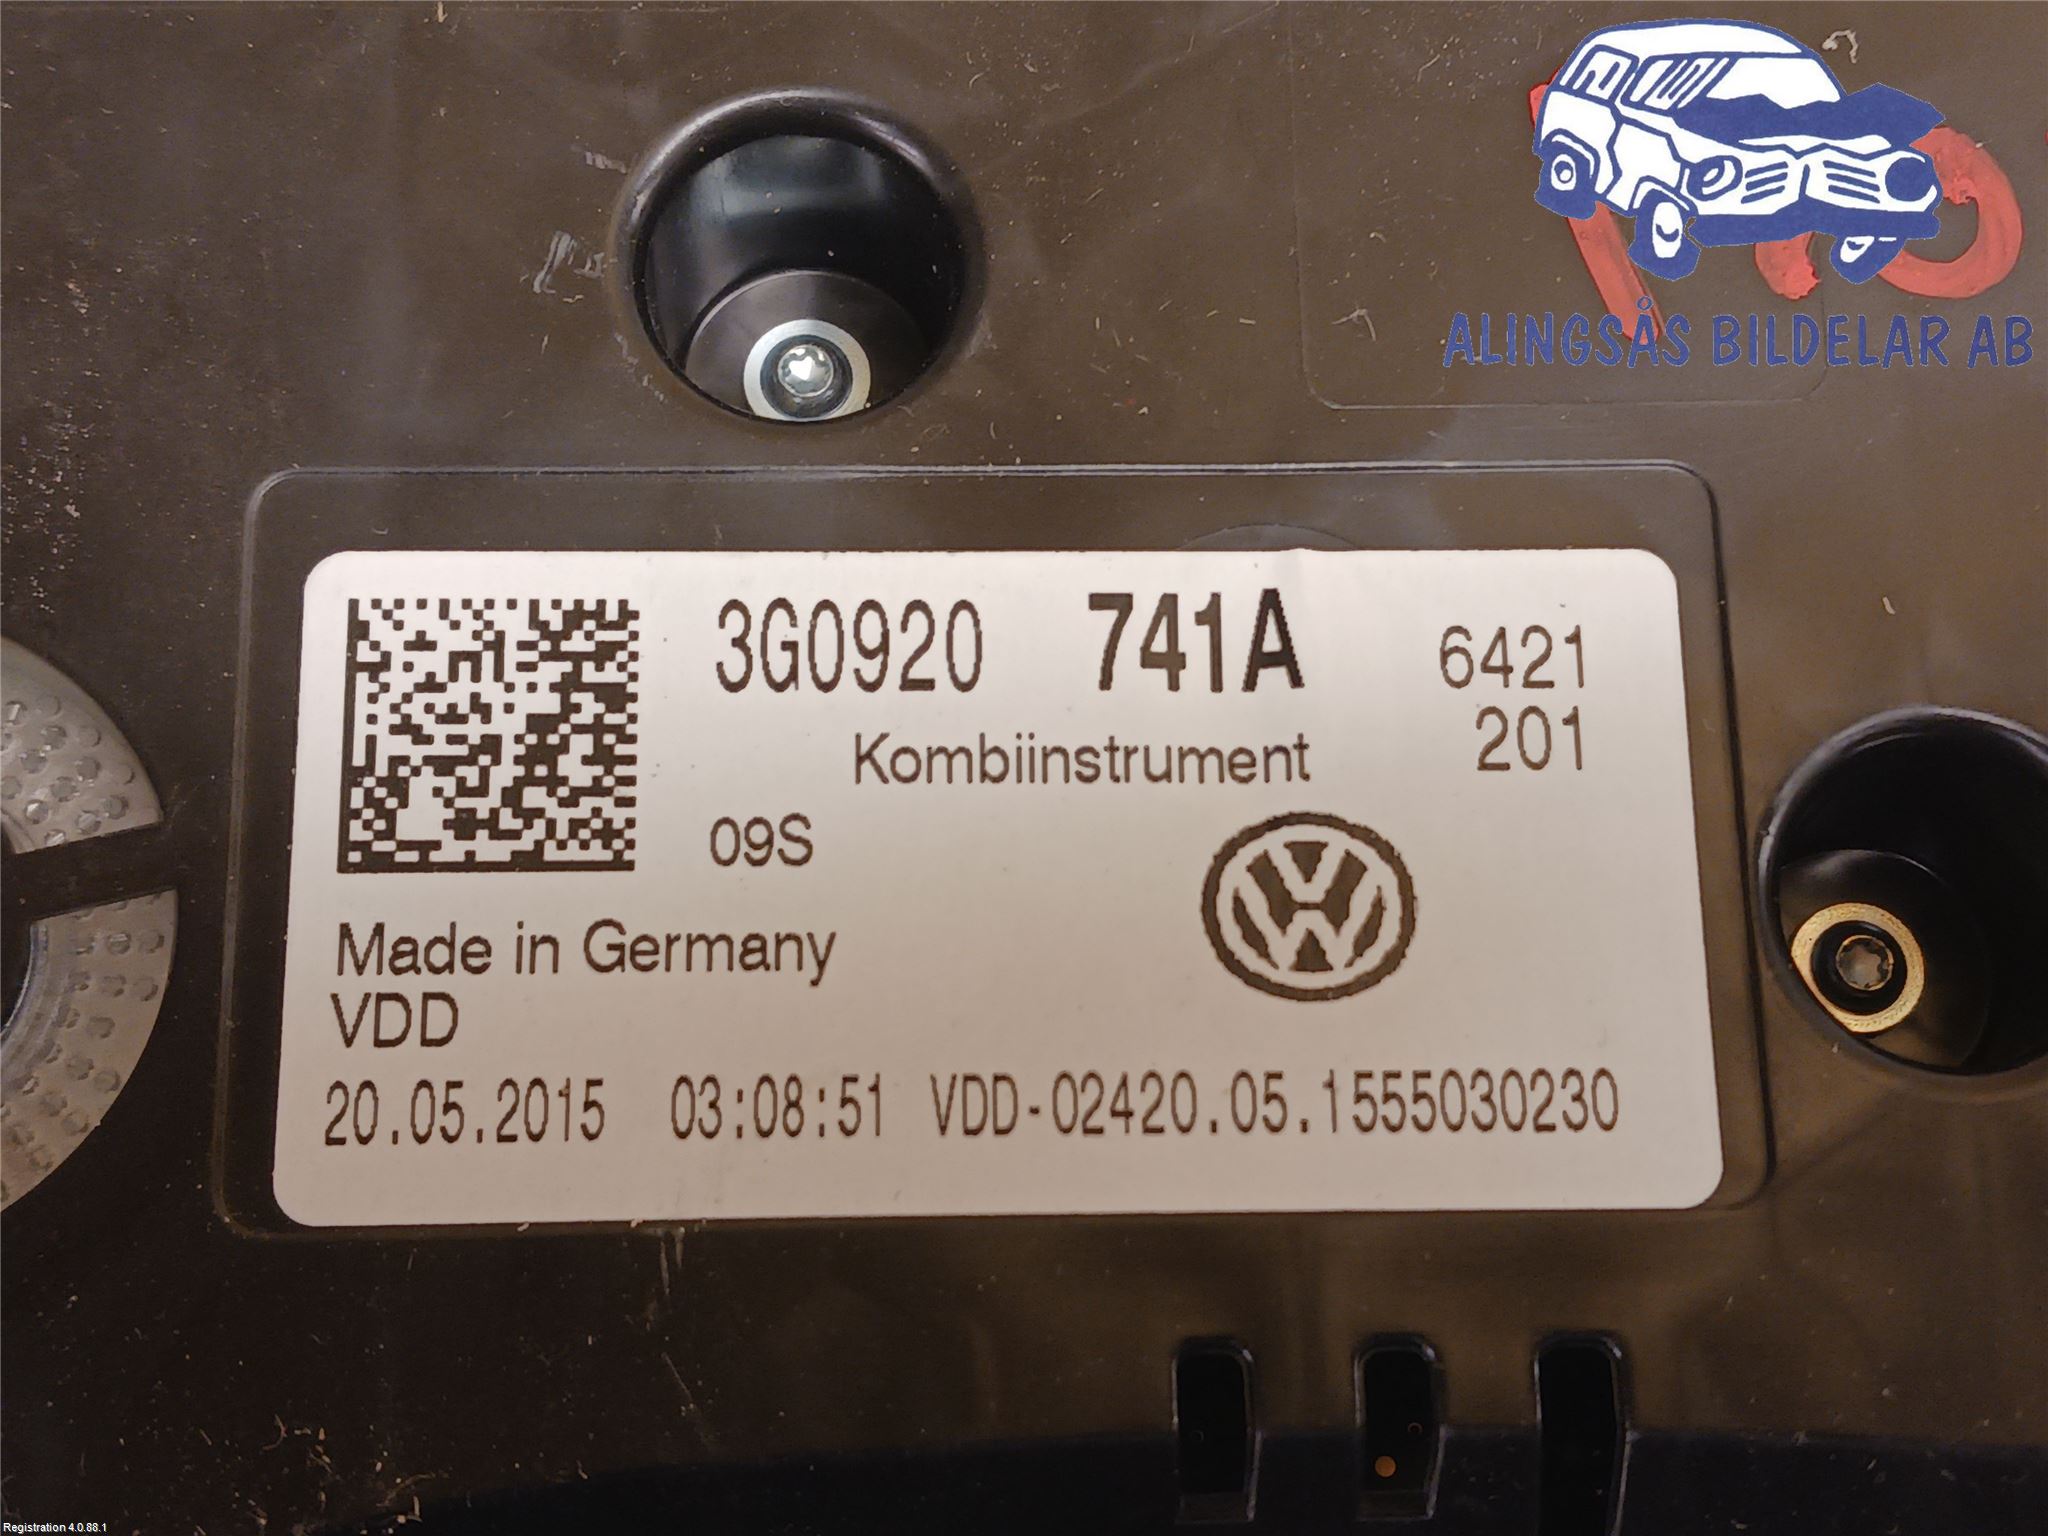 ALINGSÅS BILDELAR AB
3G0920 741A 6421
Kombiinstrument 201
09S
Made in Germany
VDD
20.05.2015 03:08:51 VDD-02420.05.1555030230
Registration 4.0.88.1